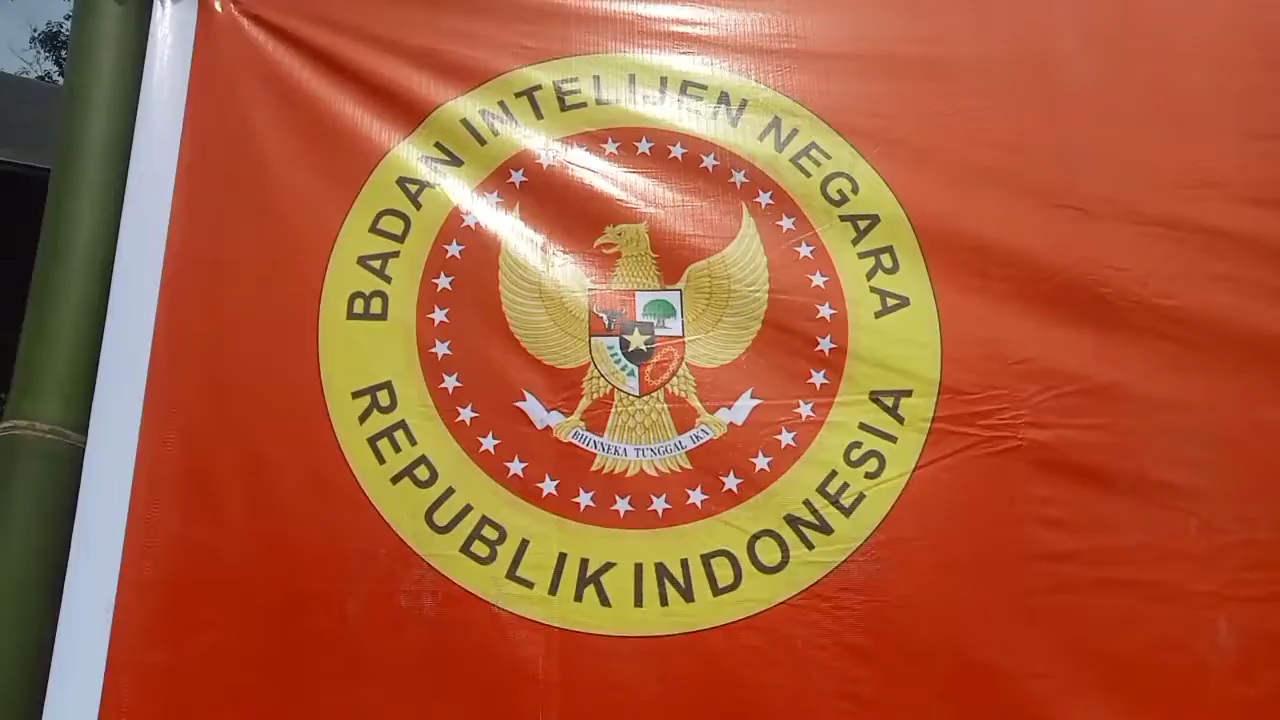 BADAN INTELIJEN NEGARA
BHINNEKA TUNGGAL IKA
REPUBLIK INDONESIA